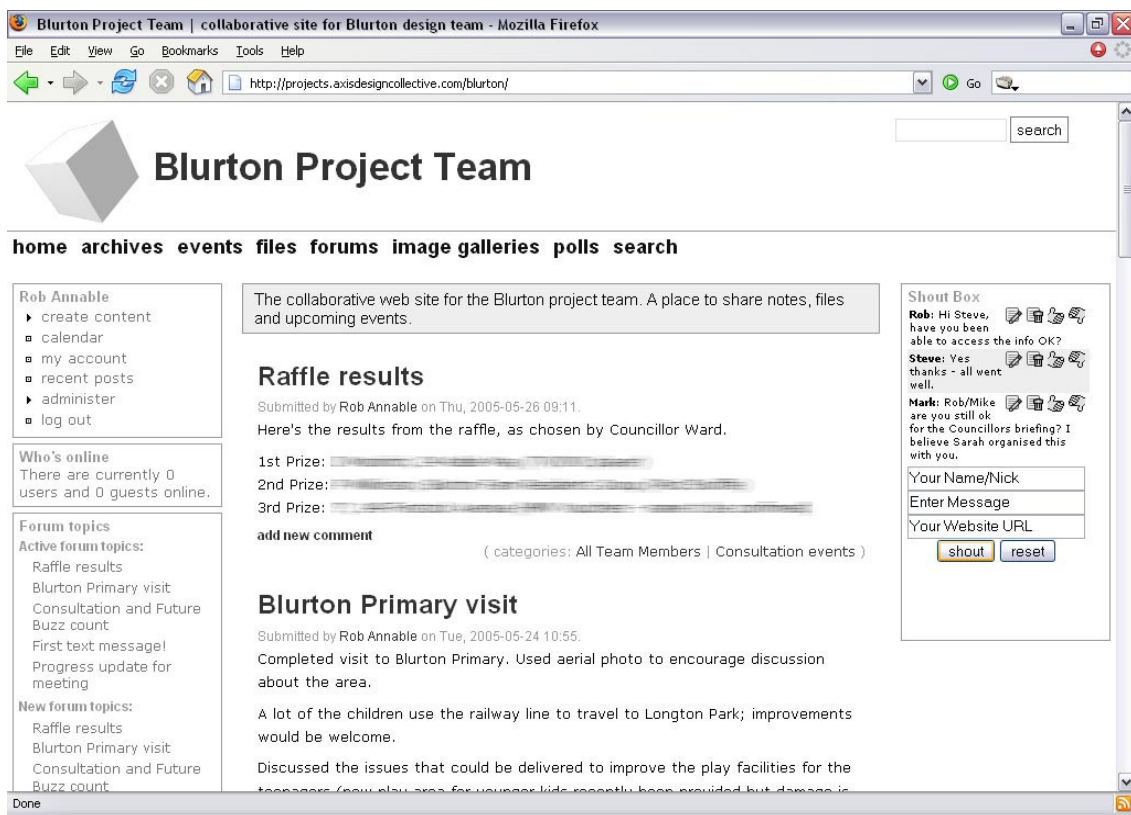 Blurton Project Team | collaborative site for Blurton design team - Mozilla Firefox
File Edit View Go Bookmarks Tools Help
http://projects.axisdesigncollective.com/blurton/
Go
search
Blurton Project Team
home archives events files forums image galleries polls search
Rob Annable
create content
calendar
my account
recent posts
administer
log out
Who's online
There are currently 0
users and 0 guests online.
Forum topics
Active forum topics:
Raffle results
Blurton Primary visit
Consultation and Future
Buzz count
First text message!
Progress update for
meeting
New forum topics:
Raffle results
Blurton Primary visit
Consultation and Future
Buzz count
The collaborative web site for the Blurton project team. A place to share notes, files
and upcoming events.
Raffle results
Submitted by Rob Annable on Thu, 2005-05-26 09:11.
Here's the results from the raffle, as chosen by Councillor Ward.
1st Prize:
2nd Prize:
3rd Prize:
add new comment
( categories: All Team Members | Consultation events )
Blurton Primary visit
Submitted by Rob Annable on Tue, 2005-05-24 10:55.
Completed visit to Blurton Primary. Used aerial photo to encourage discussion
about the area.
A lot of the children use the railway line to travel to Longton Park; improvements
would be welcome.
Discussed the issues that could be delivered to improve the play facilities for the
teenagers (new play area for younger kids recently been provided but damage is
Shout Box
Rob: Hi Steve,
have you been
able to access the info OK?
Steve: Yes
thanks - all went
well.
Mark: Rob/Mike
are you still ok
for the Councillors briefing? I
believe Sarah organised this
with you.
Your Name/Nick
Enter Message
Your Website URL
shout reset
Done